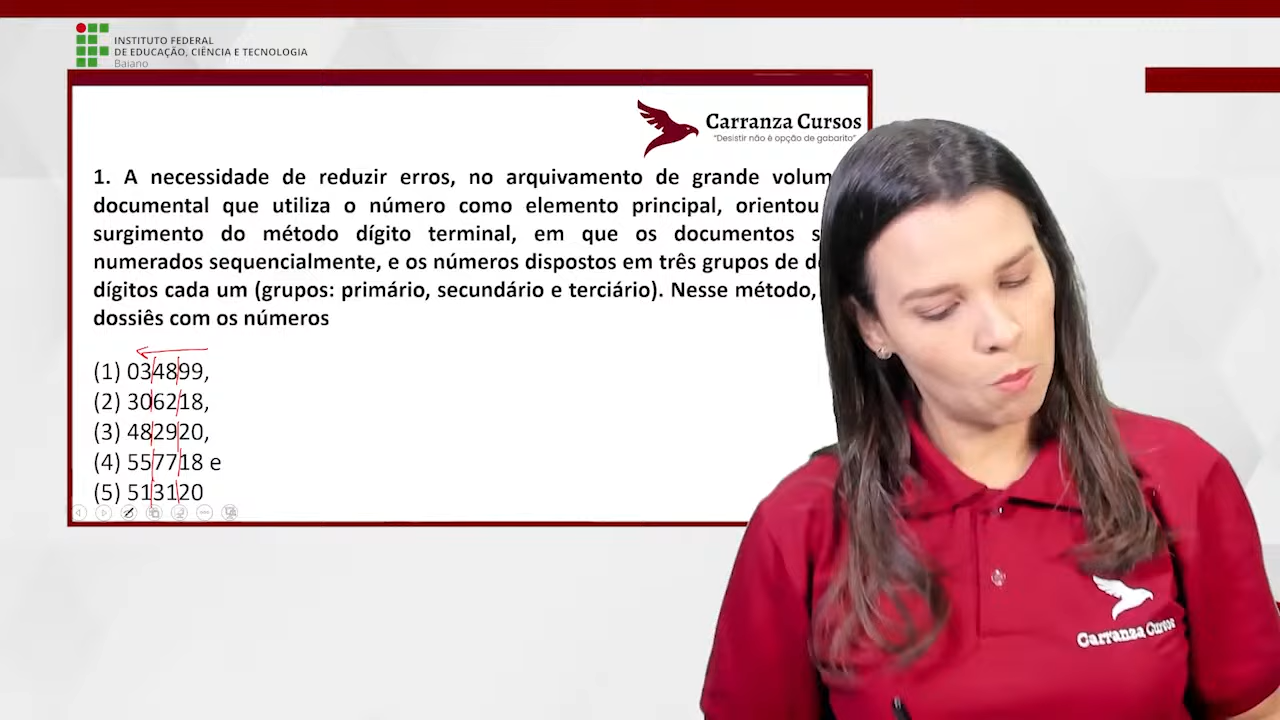 INSTITUTO FEDERAL
DE EDUCAÇÃO, CIÊNCIA E TECNOLOGIA
Baiano
Carranza Cursos
"Desistir não è opção de gabarito"
1. A necessidade de reduzir erros, no arquivamento de grande volum
documental que utiliza o número como elemento principal, orientou
surgimento do método dígito terminal, em que os documentos s
numerados sequencialmente, e os números dispostos em três grupos de d
dígitos cada um (grupos: primário, secundário e terciário). Nesse método,
dossiês com os números
(1) 034899,
(2) 306218,
(3) 482920,
(4) 557718 e
(5) 513120
Carranza Cursos